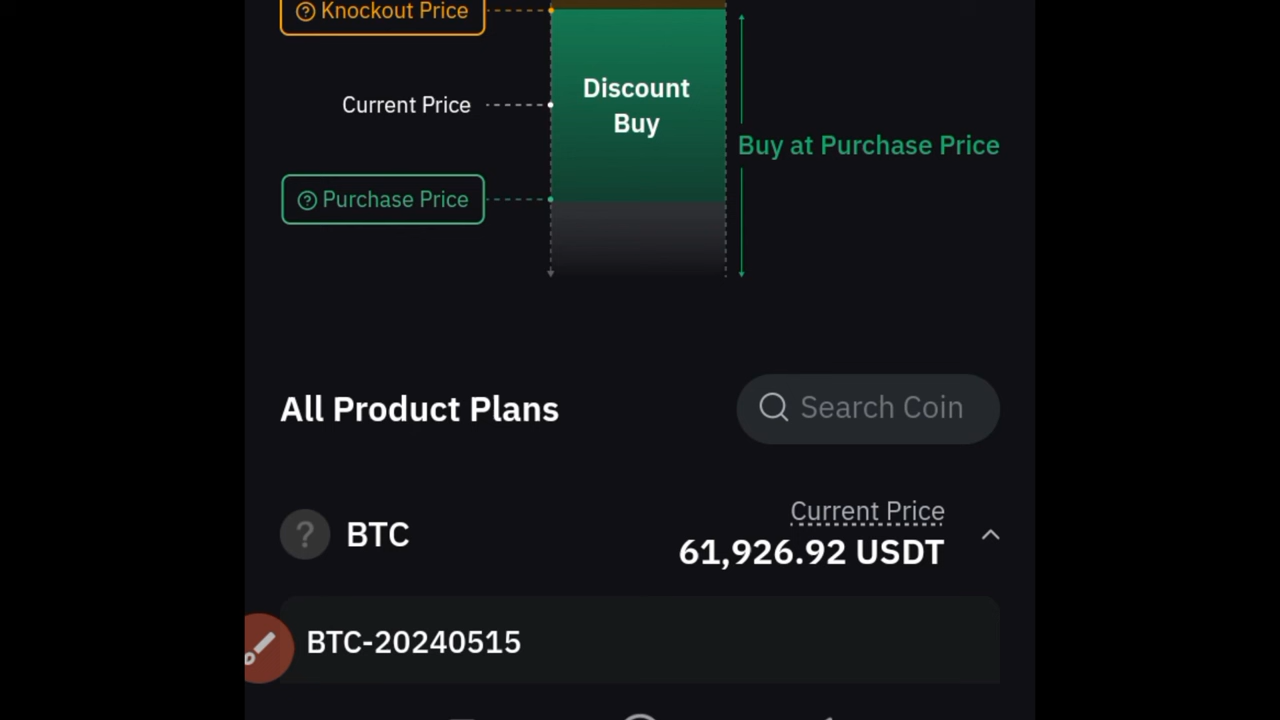 Knockout Price
Discount
Buy
Current Price
Buy at Purchase Price
Purchase Price
All Product Plans
Search Coin
Current Price
? BTC
61,926.92 USDT
BTC-20240515